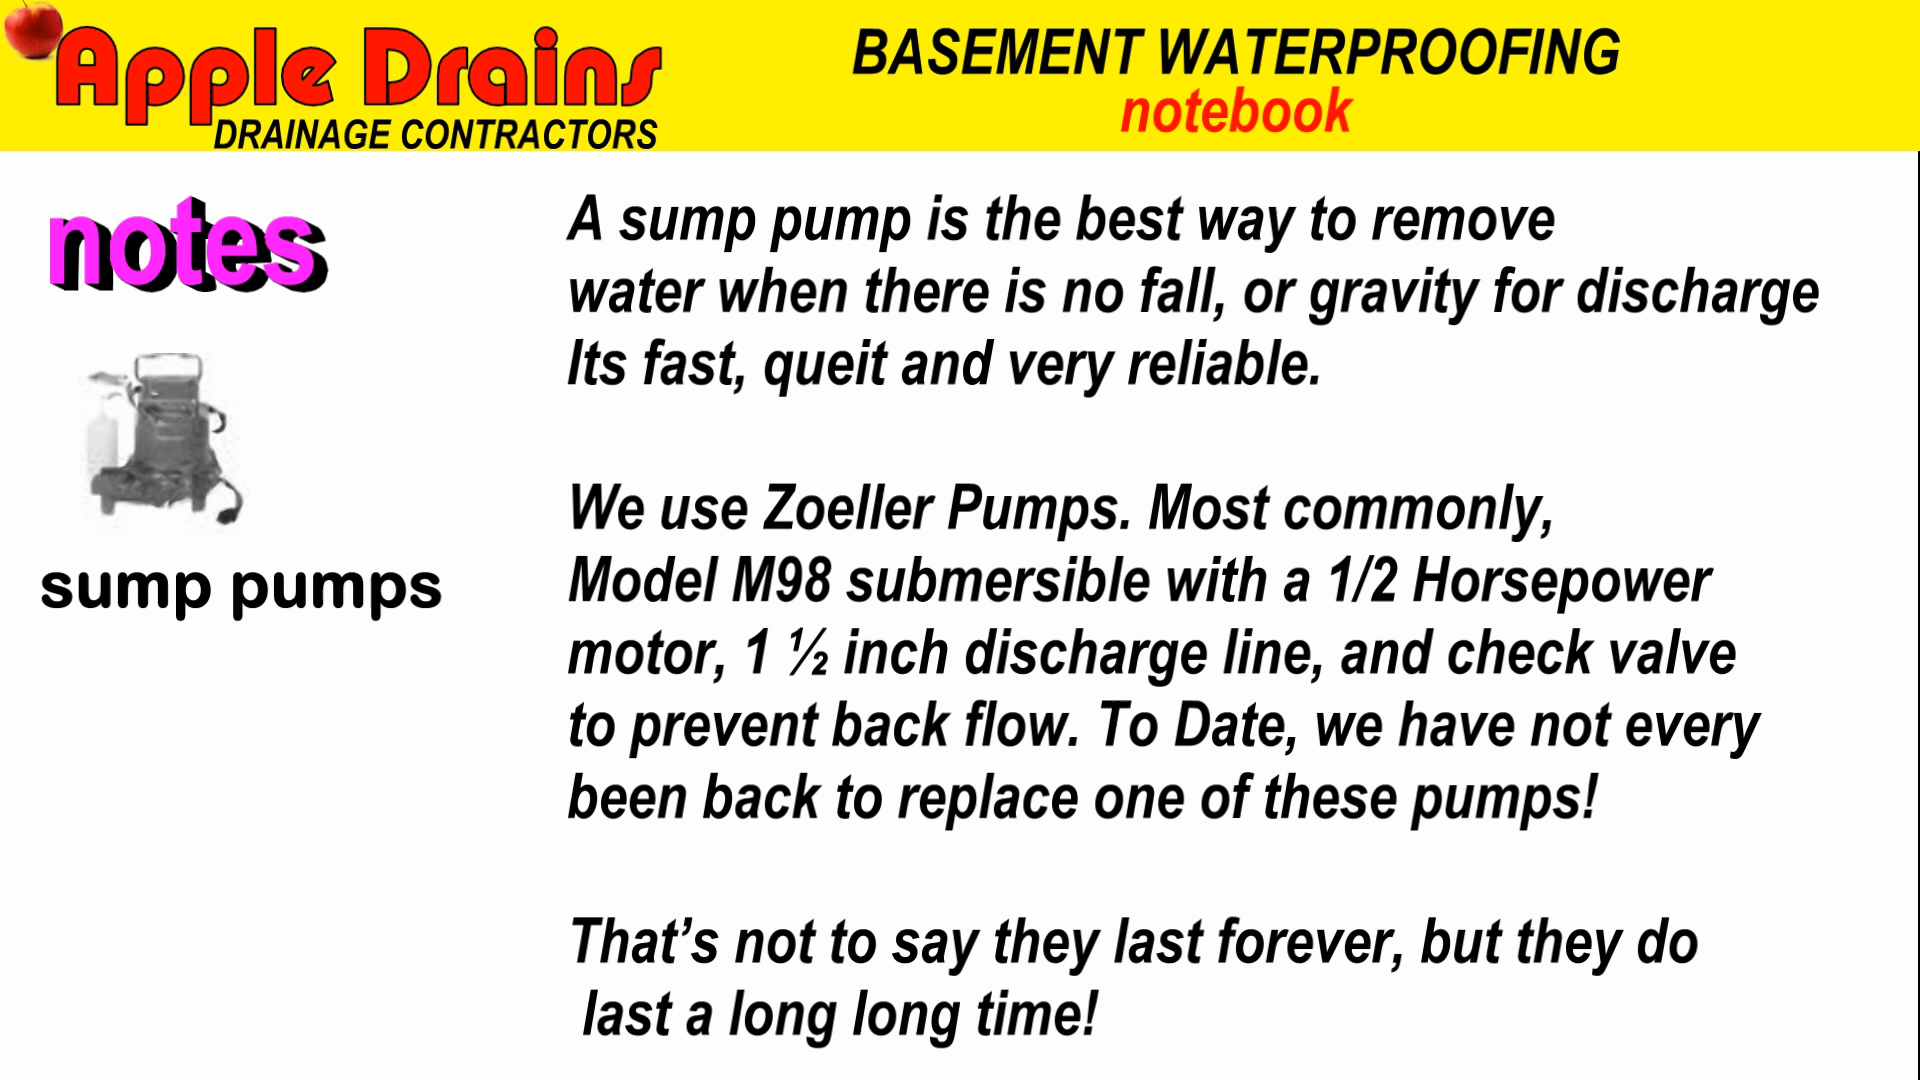 Apple Drains
DRAINAGE CONTRACTORS
BASEMENT WATERPROOFING
notebook
notes
sump pumps
A sump pump is the best way to remove
water when there is no fall, or gravity for discharge
Its fast, queit and very reliable.
We use Zoeller Pumps. Most commonly,
Model M98 submersible with a 1/2 Horsepower
motor, 1 ½ inch discharge line, and check valve
to prevent back flow. To Date, we have not every
been back to replace one of these pumps!
That’s not to say they last forever, but they do
last a long long time!